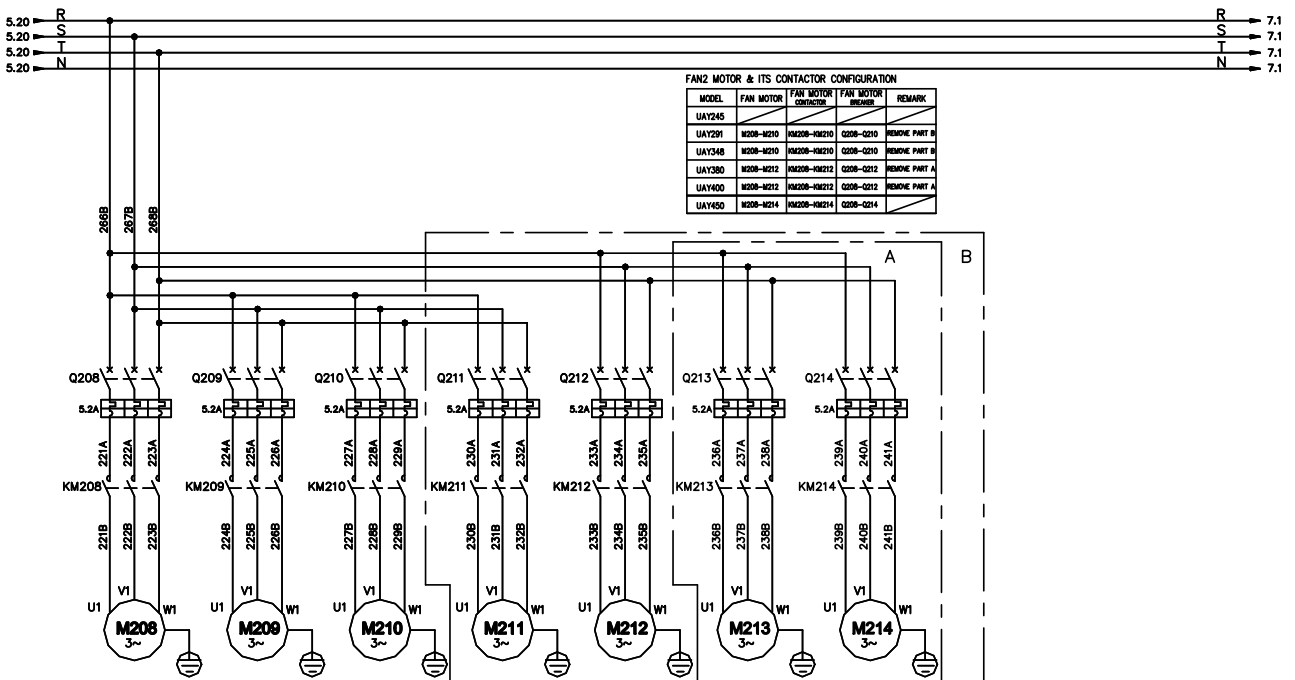 5.20 R R 7.1
5.20 S S 7.1
5.20 T T 7.1
5.20 N N 7.1
FAN2 MOTOR & ITS CONTACTOR CONFIGURATION
MODEL FAN MOTOR FAN MOTOR CONTACTOR FAN MOTOR BREAKER REMARK
UAY245
UAY291 M208-M210 KM208-KM210 Q208-Q210 REMOVE PART B
UAY348 M208-M210 KM208-KM210 Q208-Q210 REMOVE PART B
UAY380 M208-M212 KM208-KM212 Q208-Q212 REMOVE PART A
UAY400 M208-M212 KM208-KM212 Q208-Q212 REMOVE PART A
UAY450 M208-M214 KM208-KM214 Q208-Q214
266B 267B 268B
A B
Q208 Q209 Q210 Q211 Q212 Q213 Q214
5.2A 5.2A 5.2A 5.2A 5.2A 5.2A 5.2A
221A 222A 223A 224A 225A 226A 227A 228A 229A 230A 231A 232A 233A 234A 235A 236A 237A 238A 239A 240A 241A
KM208 KM209 KM210 KM211 KM212 KM213 KM214
221B 222B 223B 224B 225B 226B 227B 228B 229B 230B 231B 232B 233B 234B 235B 236B 237B 238B 239B 240B 241B
U1 V1 W1 U1 V1 W1 U1 V1 W1 U1 V1 W1 U1 V1 W1 U1 V1 W1 U1 V1 W1
M208 M209 M210 M211 M212 M213 M214
3~ 3~ 3~ 3~ 3~ 3~ 3~